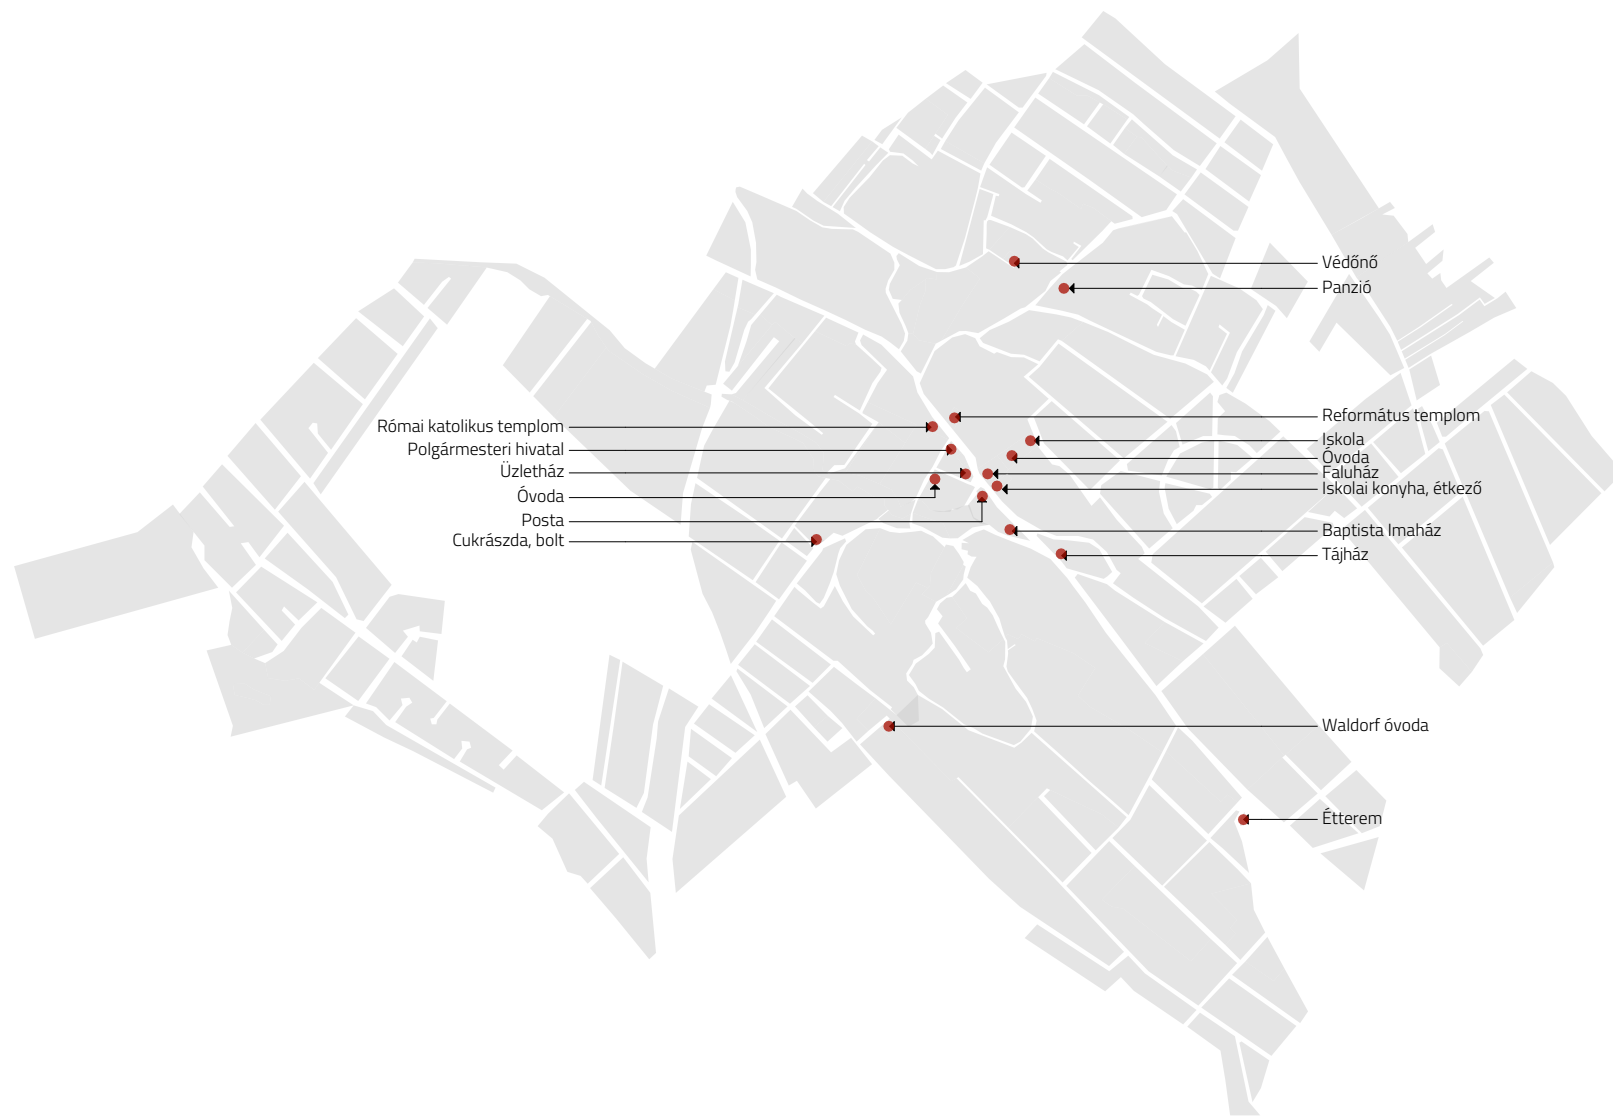 Védőnő
Panzió
Római katolikus templom
Polgármesteri hivatal
Üzletház
Óvoda
Posta
Cukrászda, bolt
Református templom
Iskola
Óvoda
Faluház
Iskolai konyha, étkező
Baptista Imaház
Tájház
Waldorf óvoda
Étterem